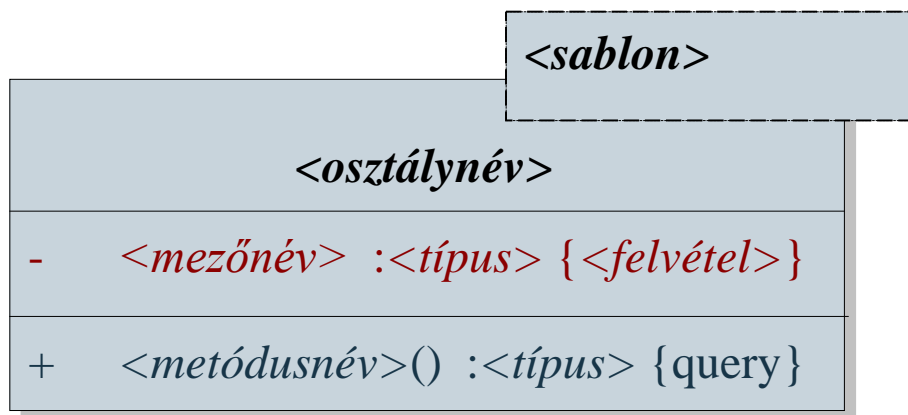 <sablon>
<osztálynév>
- <mezőnév> :<típus> {<felvétel>}
+ <metódusnév>() :<típus> {query}